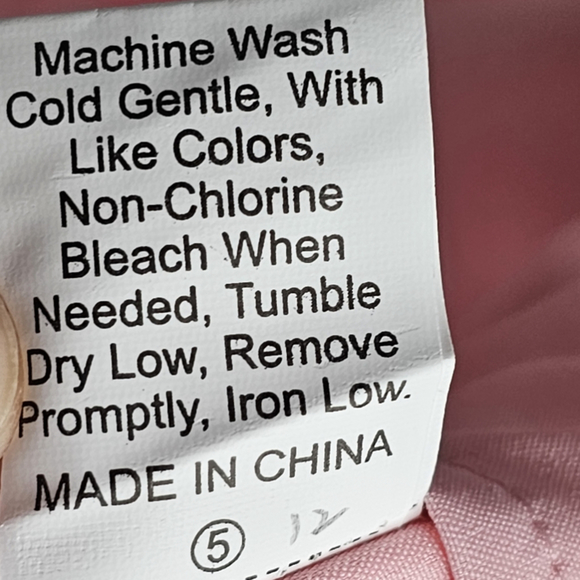 Machine Wash
Cold Gentle, With
Like Colors,
Non-Chlorine
Bleach When
Needed, Tumble
Dry Low, Remove
Promptly, Iron Low.
MADE IN CHINA
5 12